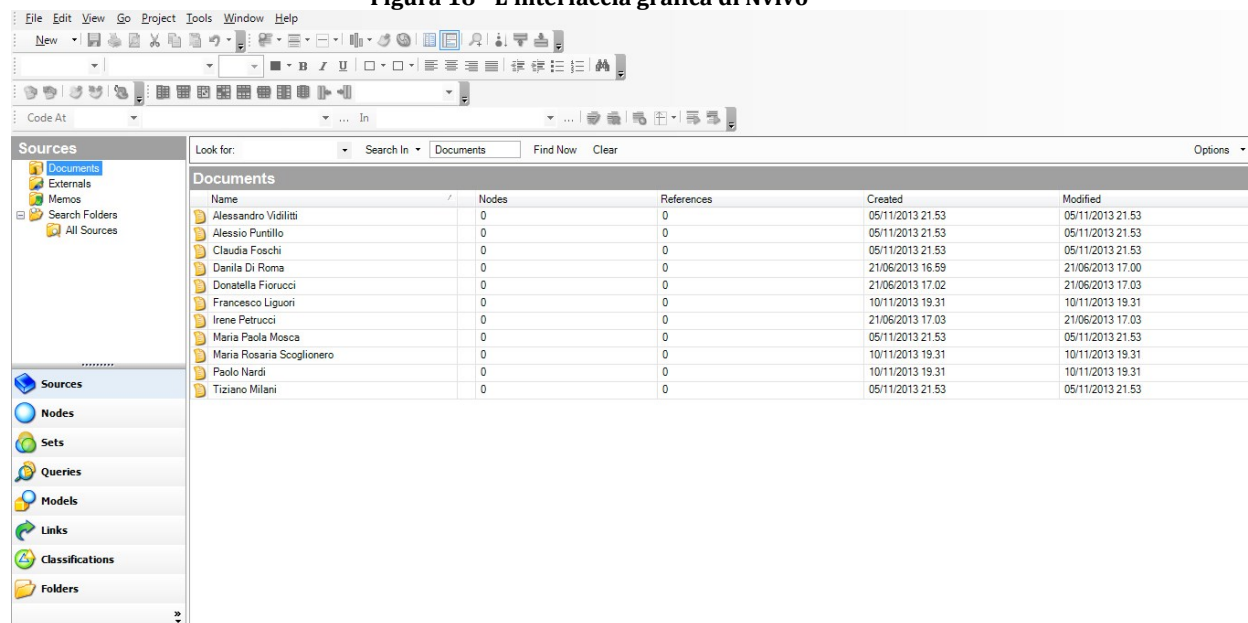 Figura 18 - L'interfaccia grafica di Nvivo
File Edit View Go Project Tools Window Help
New
B I U
Code At ... In ...
Sources
Documents
Externals
Memos
Search Folders
All Sources
Look for: Search In Documents Find Now Clear Options
Documents
Name Nodes References Created Modified
Alessandro Vidilitti 0 0 05/11/2013 21.53 05/11/2013 21.53
Alessio Puntillo 0 0 05/11/2013 21.53 05/11/2013 21.53
Claudia Foschi 0 0 05/11/2013 21.53 05/11/2013 21.53
Danila Di Roma 0 0 21/06/2013 16.59 21/06/2013 17.00
Donatella Fiorucci 0 0 21/06/2013 17.02 21/06/2013 17.03
Francesco Liguori 0 0 10/11/2013 19.31 10/11/2013 19.31
Irene Petrucci 0 0 21/06/2013 17.03 21/06/2013 17.03
Maria Paola Mosca 0 0 05/11/2013 21.53 05/11/2013 21.53
Maria Rosaria Scoglionero 0 0 10/11/2013 19.31 10/11/2013 19.31
Paolo Nardi 0 0 10/11/2013 19.31 10/11/2013 19.31
Tiziano Milani 0 0 05/11/2013 21.53 05/11/2013 21.53
Sources
Nodes
Sets
Queries
Models
Links
Classifications
Folders
»